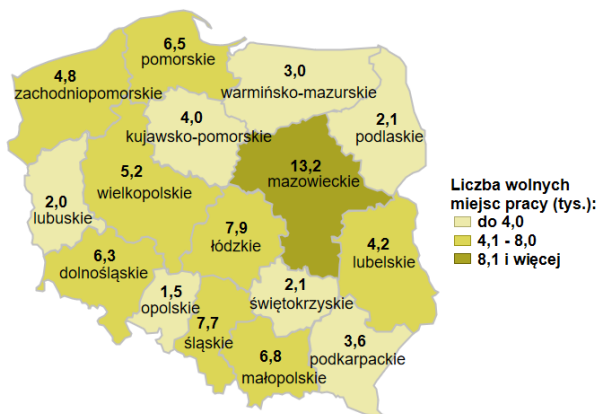 6,5
pomorskie
4,8
zachodniopomorskie
3,0
warmińsko-mazurskie
4,0
kujawsko-pomorskie
2,1
podlaskie
13,2
mazowieckie
5,2
wielkopolskie
2,0
lubuskie
7,9
łódzkie
4,2
lubelskie
6,3
dolnośląskie
1,5
opolskie
2,1
świętokrzyskie
7,7
śląskie
6,8
małopolskie
3,6
podkarpackie
Liczba wolnych
miejsc pracy (tys.):
do 4,0
4,1 - 8,0
8,1 i więcej